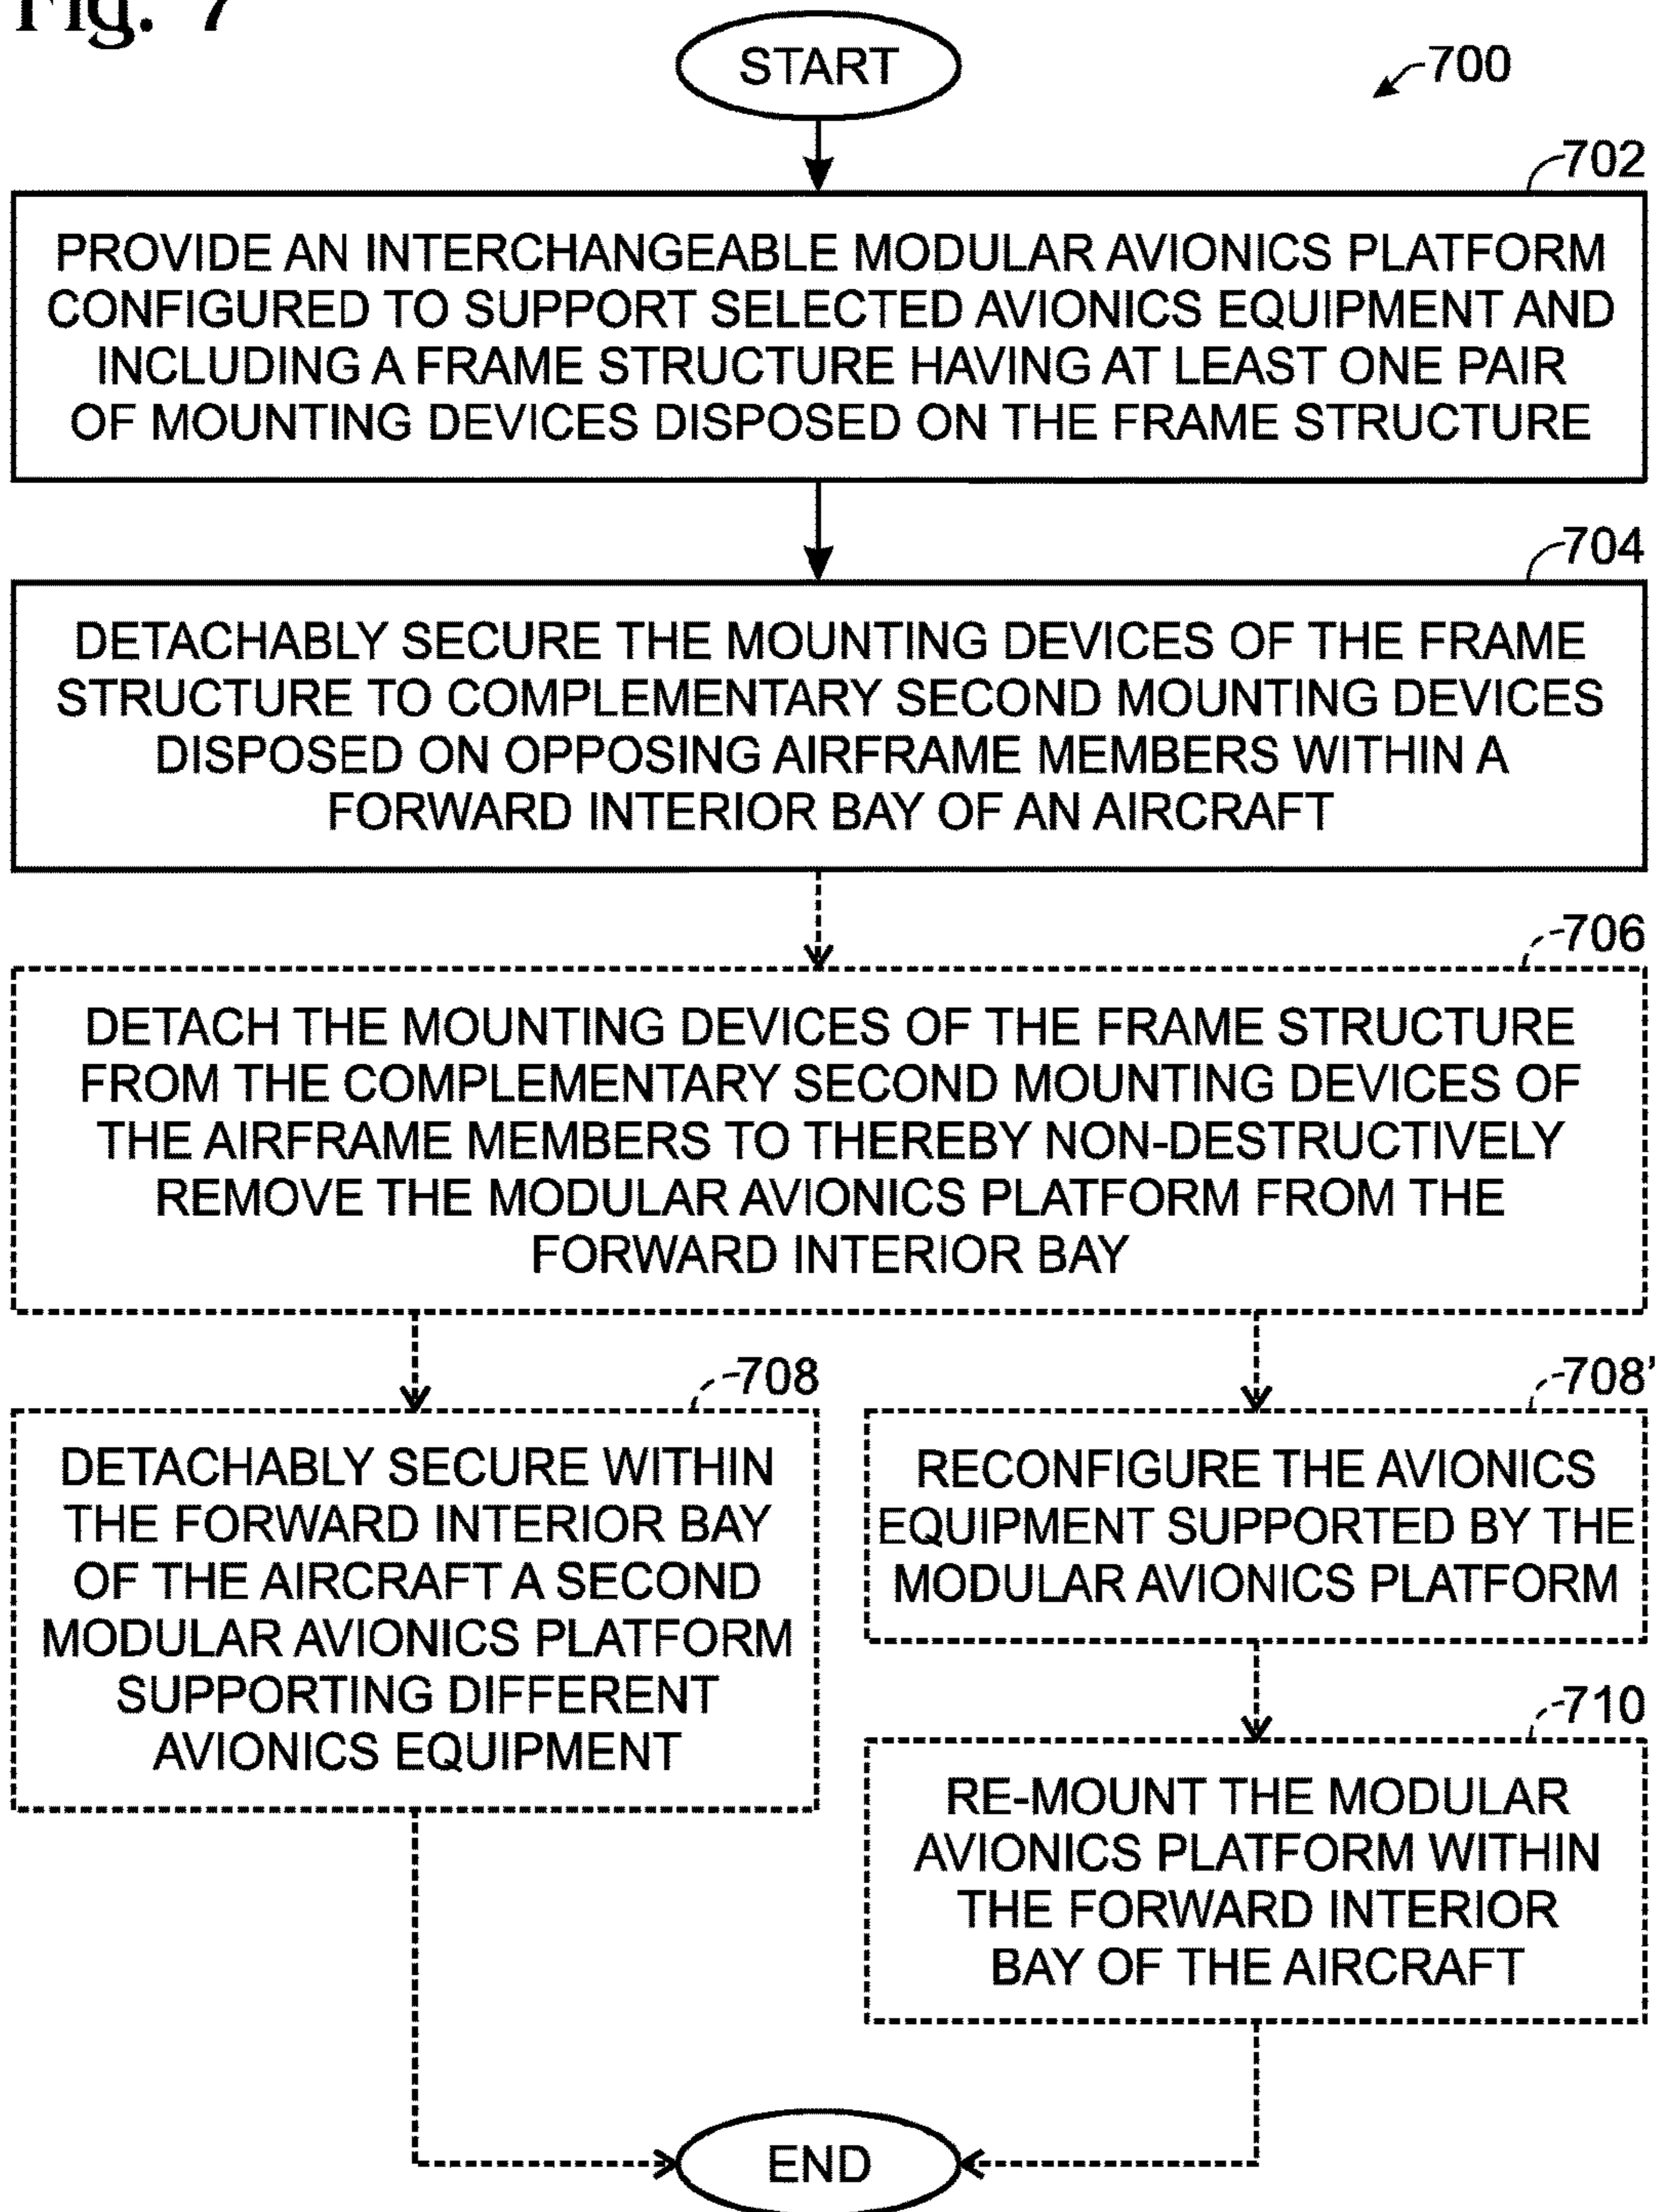 Fig. 7
START
700
702
PROVIDE AN INTERCHANGEABLE MODULAR AVIONICS PLATFORM
CONFIGURED TO SUPPORT SELECTED AVIONICS EQUIPMENT AND
INCLUDING A FRAME STRUCTURE HAVING AT LEAST ONE PAIR
OF MOUNTING DEVICES DISPOSED ON THE FRAME STRUCTURE
704
DETACHABLY SECURE THE MOUNTING DEVICES OF THE FRAME
STRUCTURE TO COMPLEMENTARY SECOND MOUNTING DEVICES
DISPOSED ON OPPOSING AIRFRAME MEMBERS WITHIN A
FORWARD INTERIOR BAY OF AN AIRCRAFT
706
DETACH THE MOUNTING DEVICES OF THE FRAME STRUCTURE
FROM THE COMPLEMENTARY SECOND MOUNTING DEVICES OF
THE AIRFRAME MEMBERS TO THEREBY NON-DESTRUCTIVELY
REMOVE THE MODULAR AVIONICS PLATFORM FROM THE
FORWARD INTERIOR BAY
708
DETACHABLY SECURE WITHIN
THE FORWARD INTERIOR BAY
OF THE AIRCRAFT A SECOND
MODULAR AVIONICS PLATFORM
SUPPORTING DIFFERENT
AVIONICS EQUIPMENT
708'
RECONFIGURE THE AVIONICS
EQUIPMENT SUPPORTED BY THE
MODULAR AVIONICS PLATFORM
710
RE-MOUNT THE MODULAR
AVIONICS PLATFORM WITHIN
THE FORWARD INTERIOR
BAY OF THE AIRCRAFT
END